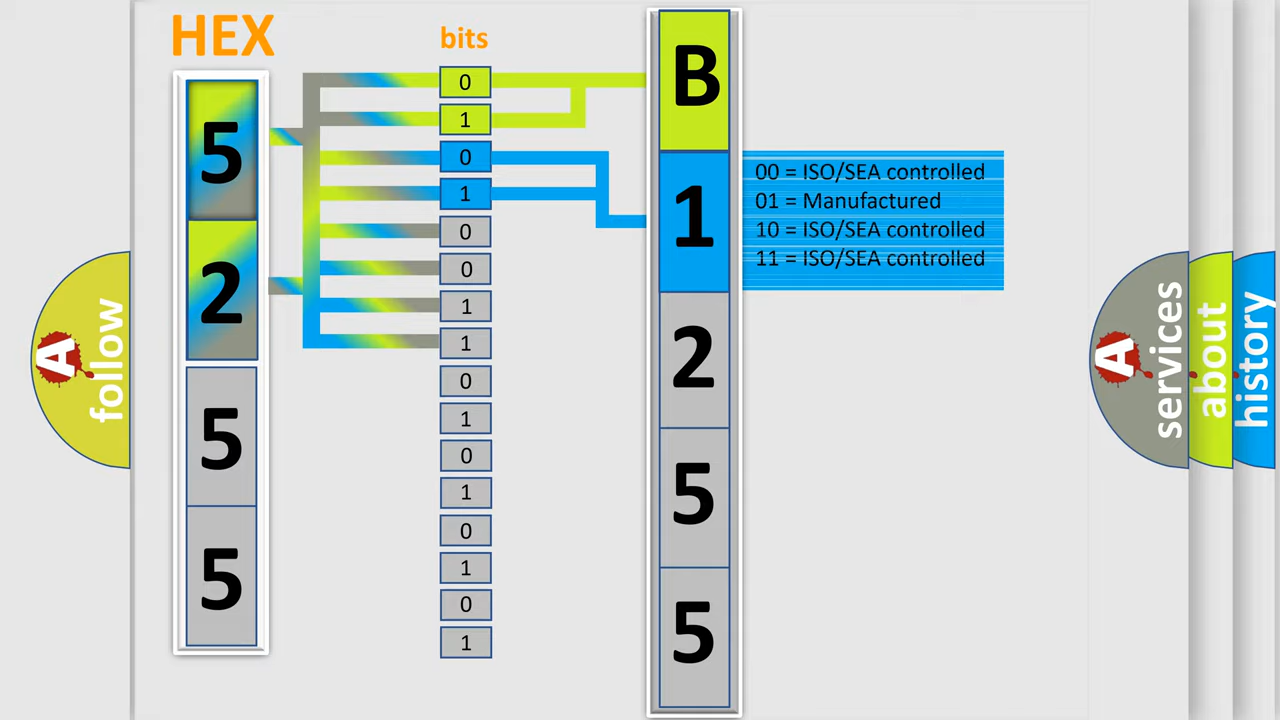 HEX
bits
5
2
5
5
0
1
0
1
0
0
1
1
0
1
0
1
0
1
0
1
B
1
2
5
5
00 = ISO/SEA controlled
01 = Manufactured
10 = ISO/SEA controlled
11 = ISO/SEA controlled
A
follow
A
services
about
history